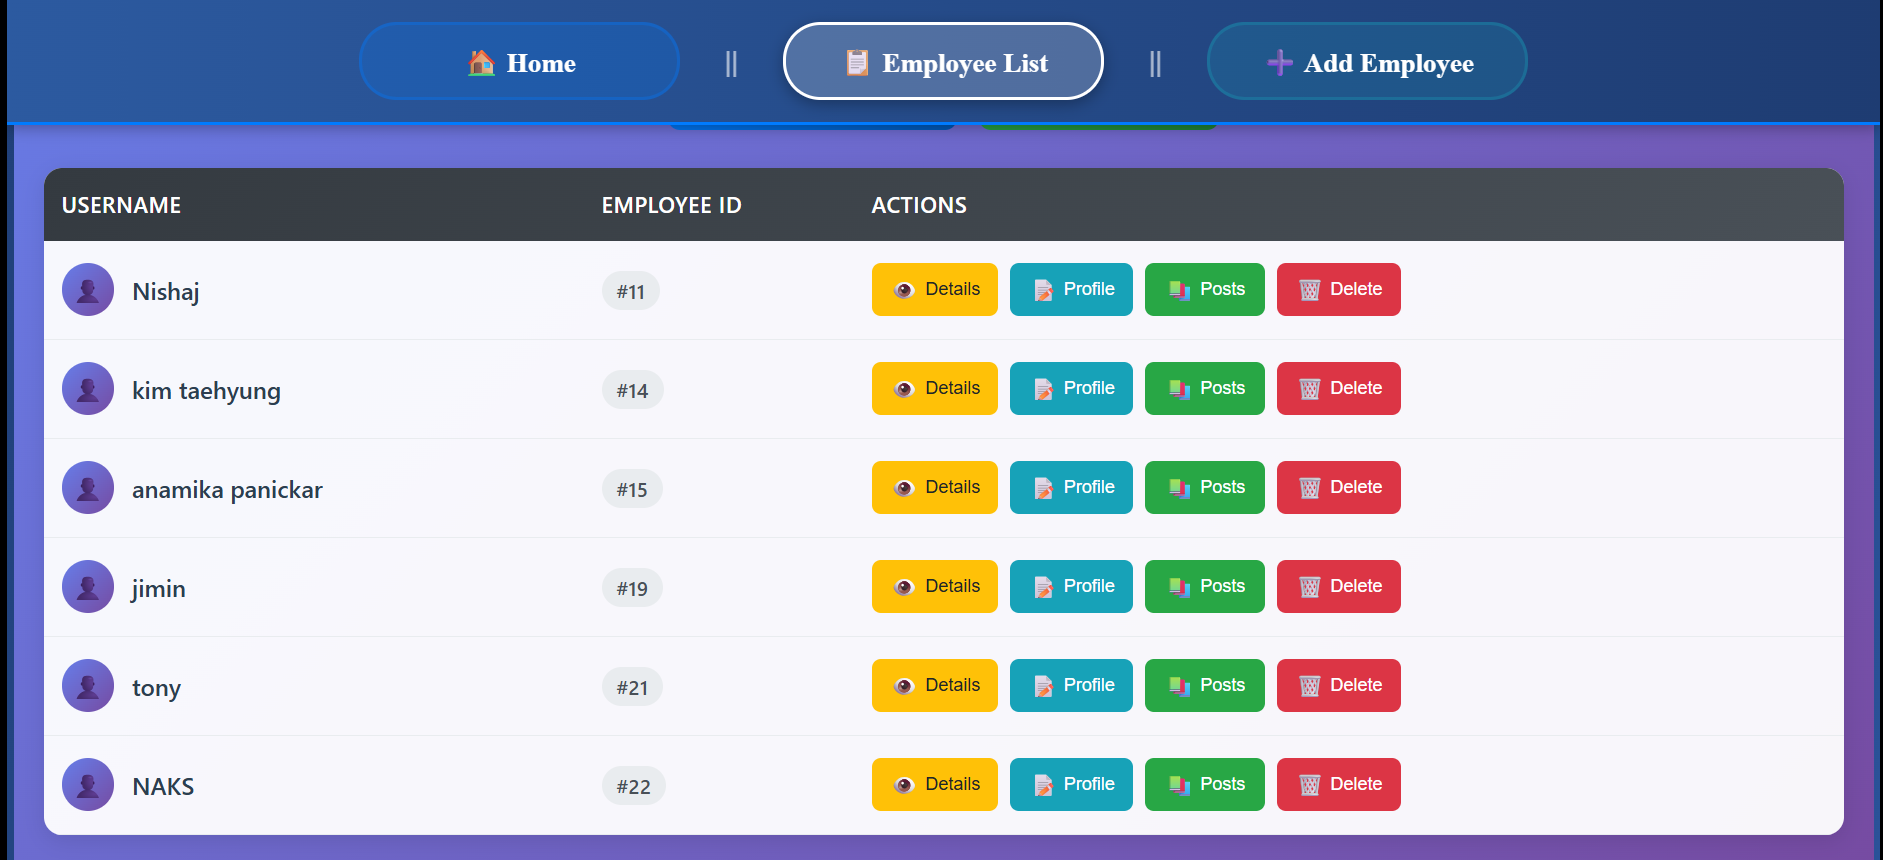 Home || Employee List || Add Employee
USERNAME EMPLOYEE ID ACTIONS
Nishaj #11 Details Profile Posts Delete
kim taehyung #14 Details Profile Posts Delete
anamika panickar #15 Details Profile Posts Delete
jimin #19 Details Profile Posts Delete
tony #21 Details Profile Posts Delete
NAKS #22 Details Profile Posts Delete